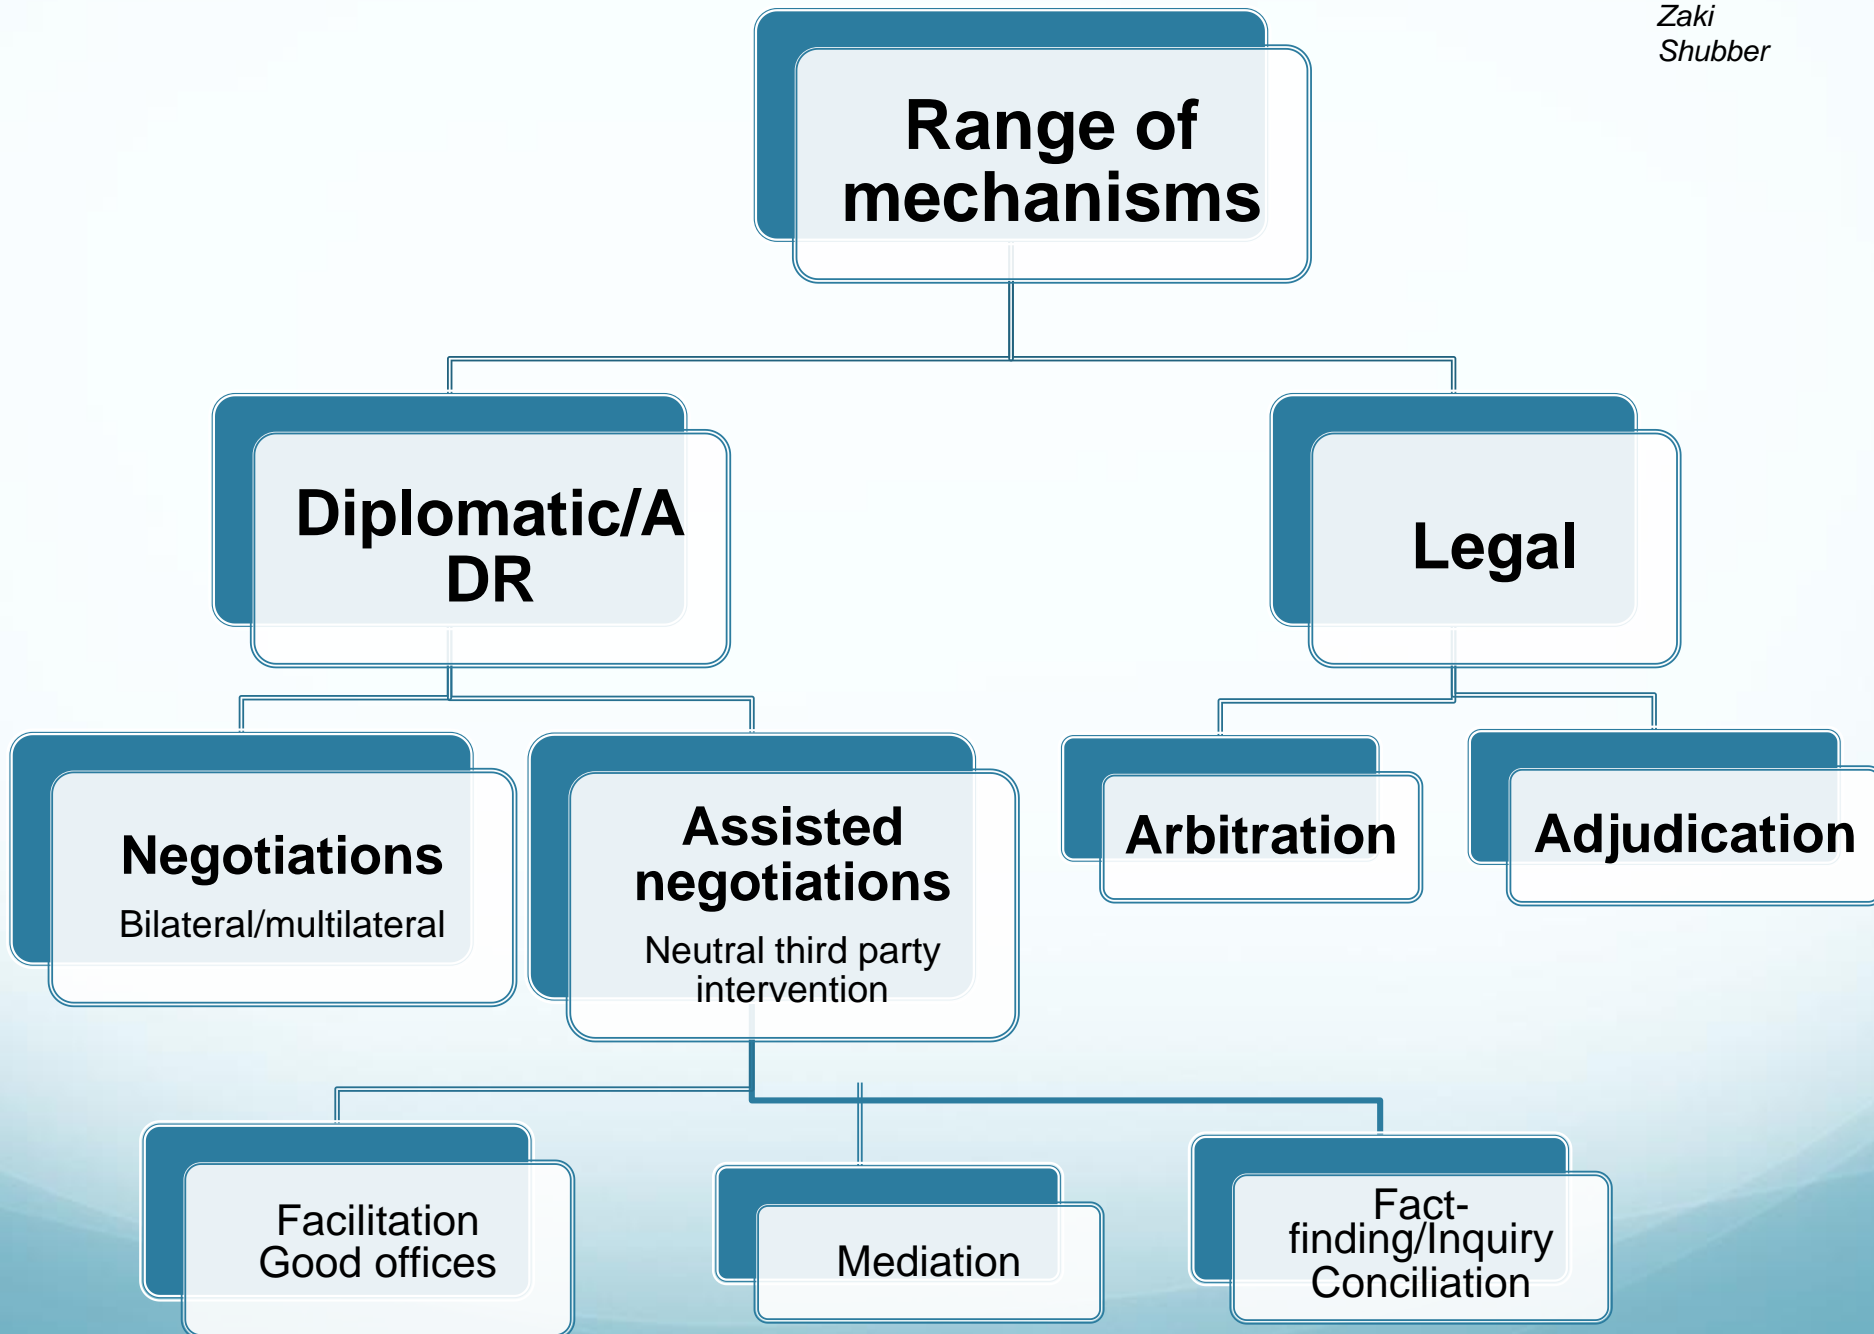 Zaki
Shubber
Range of
mechanisms
Diplomatic/A
DR
Legal
Negotiations
Bilateral/multilateral
Assisted
negotiations
Neutral third party
intervention
Arbitration
Adjudication
Facilitation
Good offices
Mediation
Fact-
finding/Inquiry
Conciliation